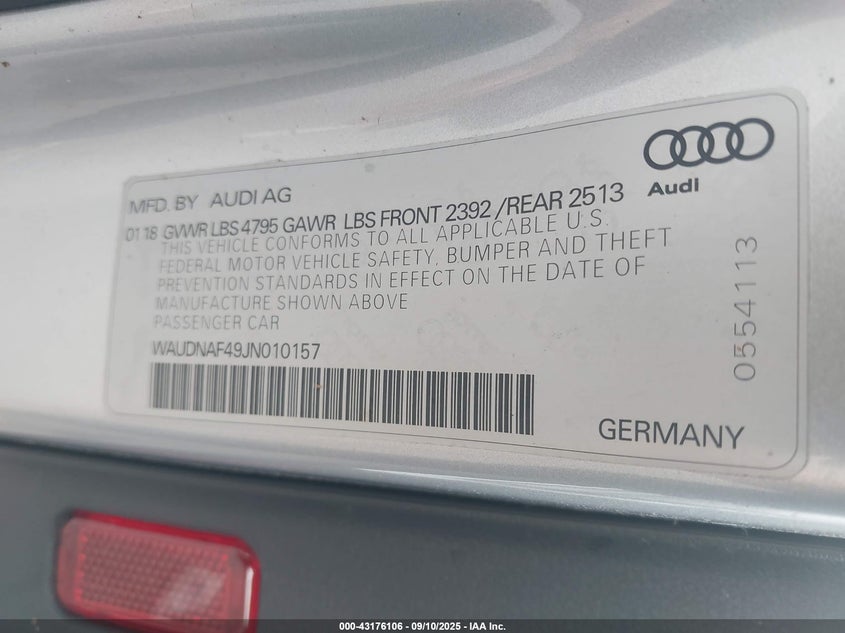 Audi
MFD. BY AUDI AG
01 18 GVWR LBS 4795 GAWR LBS FRONT 2392 /REAR 2513
THIS VEHICLE CONFORMS TO ALL APPLICABLE U.S.
FEDERAL MOTOR VEHICLE SAFETY, BUMPER AND THEFT
PREVENTION STANDARDS IN EFFECT ON THE DATE OF
MANUFACTURE SHOWN ABOVE
PASSENGER CAR
WAUDNAF49JN010157
GERMANY
0554113
000-43176106 - 09/10/2025 - IAA Inc.